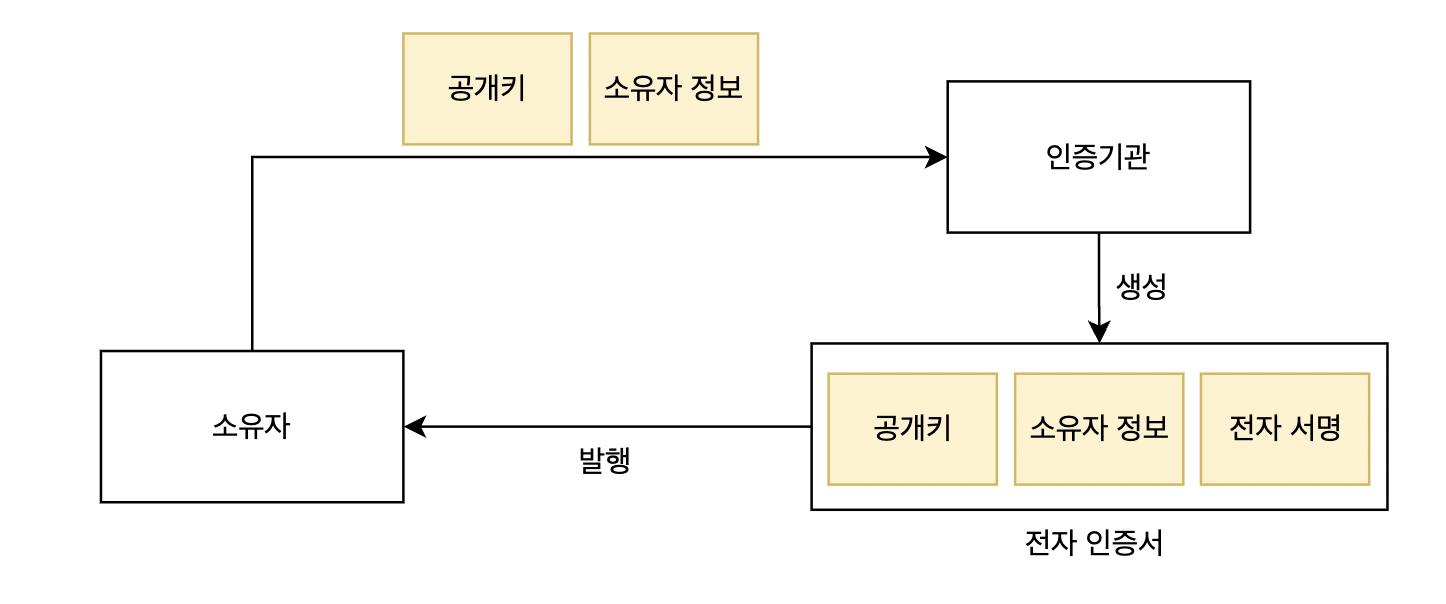 공개키
소유자 정보
인증기관
생성
소유자
발행
공개키
소유자 정보
전자 서명
전자 인증서